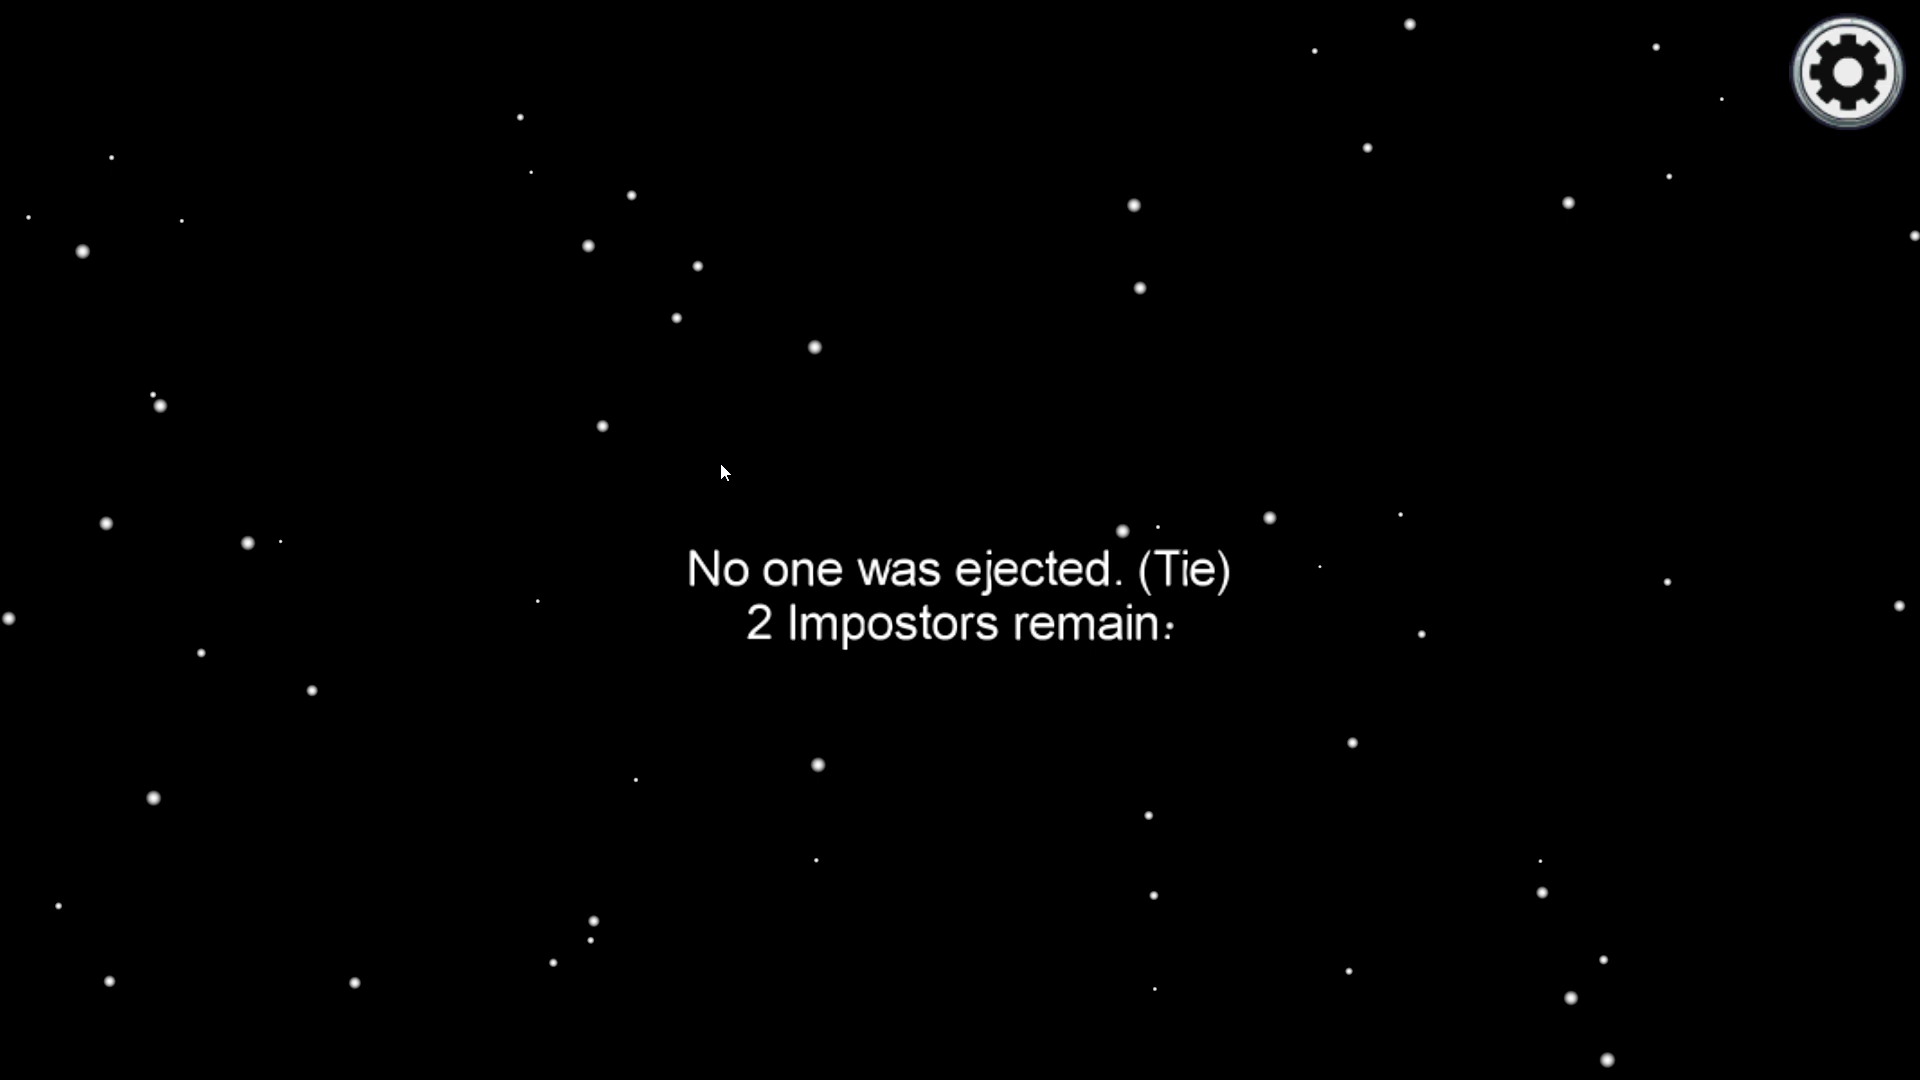 No one was ejected. (Tie)
2 Impostors remain.